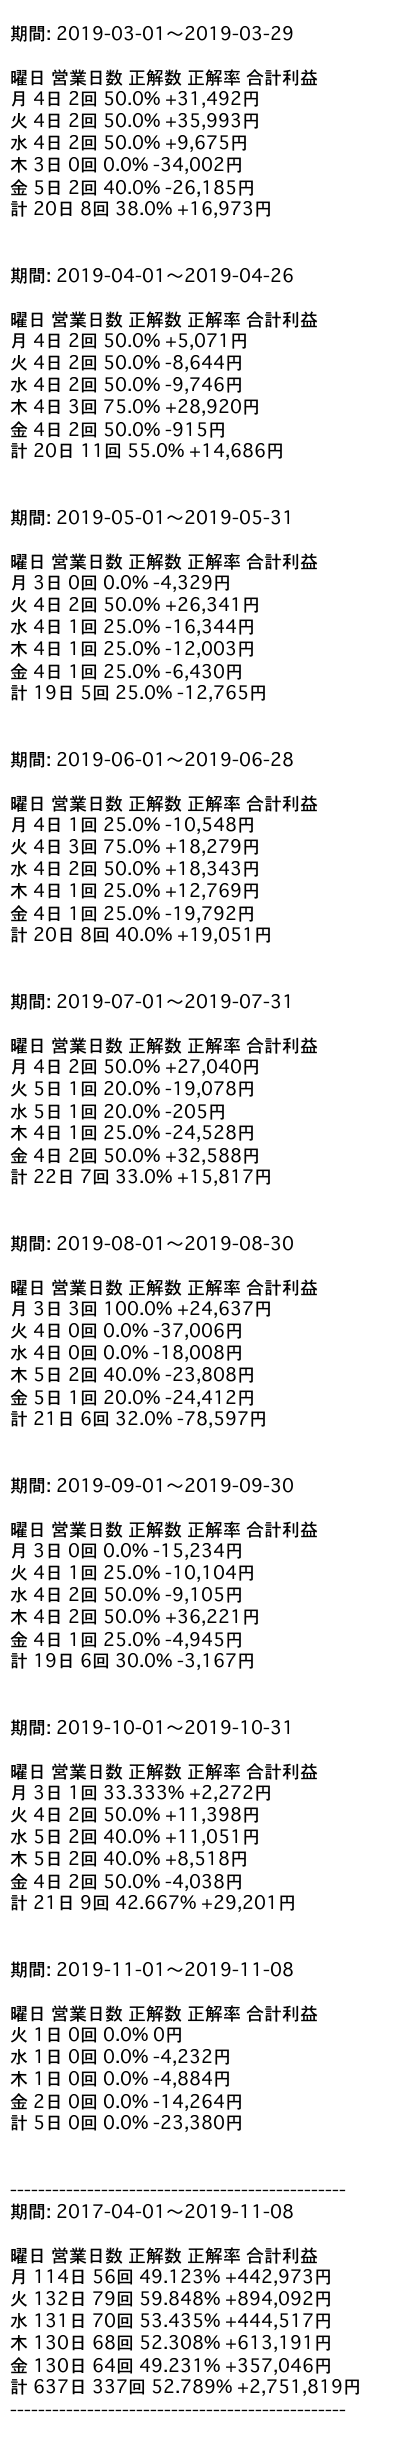 期間: 2019-03-01〜2019-03-29
曜日 営業日数 正解数 正解率 合計利益
月 4日 2回 50.0% +31,492円
火 4日 2回 50.0% +35,993円
水 4日 2回 50.0% +9,675円
木 3日 0回 0.0% -34,002円
金 5日 2回 40.0% -26,185円
計 20日 8回 38.0% +16,973円
期間: 2019-04-01〜2019-04-26
曜日 営業日数 正解数 正解率 合計利益
月 4日 2回 50.0% +5,071円
火 4日 2回 50.0% -8,644円
水 4日 2回 50.0% -9,746円
木 4日 3回 75.0% +28,920円
金 4日 2回 50.0% -915円
計 20日 11回 55.0% +14,686円
期間: 2019-05-01〜2019-05-31
曜日 営業日数 正解数 正解率 合計利益
月 3日 0回 0.0% -4,329円
火 4日 2回 50.0% +26,341円
水 4日 1回 25.0% -16,344円
木 4日 1回 25.0% -12,003円
金 4日 1回 25.0% -6,430円
計 19日 5回 25.0% -12,765円
期間: 2019-06-01〜2019-06-28
曜日 営業日数 正解数 正解率 合計利益
月 4日 1回 25.0% -10,548円
火 4日 3回 75.0% +18,279円
水 4日 2回 50.0% +18,343円
木 4日 1回 25.0% +12,769円
金 4日 1回 25.0% -19,792円
計 20日 8回 40.0% +19,051円
期間: 2019-07-01〜2019-07-31
曜日 営業日数 正解数 正解率 合計利益
月 4日 2回 50.0% +27,040円
火 5日 1回 20.0% -19,078円
水 5日 1回 20.0% -205円
木 4日 1回 25.0% -24,528円
金 4日 2回 50.0% +32,588円
計 22日 7回 33.0% +15,817円
期間: 2019-08-01〜2019-08-30
曜日 営業日数 正解数 正解率 合計利益
月 3日 3回 100.0% +24,637円
火 4日 0回 0.0% -37,006円
水 4日 0回 0.0% -18,008円
木 5日 2回 40.0% -23,808円
金 5日 1回 20.0% -24,412円
計 21日 6回 32.0% -78,597円
期間: 2019-09-01〜2019-09-30
曜日 営業日数 正解数 正解率 合計利益
月 3日 0回 0.0% -15,234円
火 4日 1回 25.0% -10,104円
水 4日 2回 50.0% -9,105円
木 4日 2回 50.0% +36,221円
金 4日 1回 25.0% -4,945円
計 19日 6回 30.0% -3,167円
期間: 2019-10-01〜2019-10-31
曜日 営業日数 正解数 正解率 合計利益
月 3日 1回 33.333% +2,272円
火 4日 2回 50.0% +11,398円
水 5日 2回 40.0% +11,051円
木 5日 2回 40.0% +8,518円
金 4日 2回 50.0% -4,038円
計 21日 9回 42.667% +29,201円
期間: 2019-11-01〜2019-11-08
曜日 営業日数 正解数 正解率 合計利益
火 1日 0回 0.0% 0円
水 1日 0回 0.0% -4,232円
木 1日 0回 0.0% -4,884円
金 2日 0回 0.0% -14,264円
計 5日 0回 0.0% -23,380円
------------------------------------------------
期間: 2017-04-01〜2019-11-08
曜日 営業日数 正解数 正解率 合計利益
月 114日 56回 49.123% +442,973円
火 132日 79回 59.848% +894,092円
水 131日 70回 53.435% +444,517円
木 130日 68回 52.308% +613,191円
金 130日 64回 49.231% +357,046円
計 637日 337回 52.789% +2,751,819円
------------------------------------------------